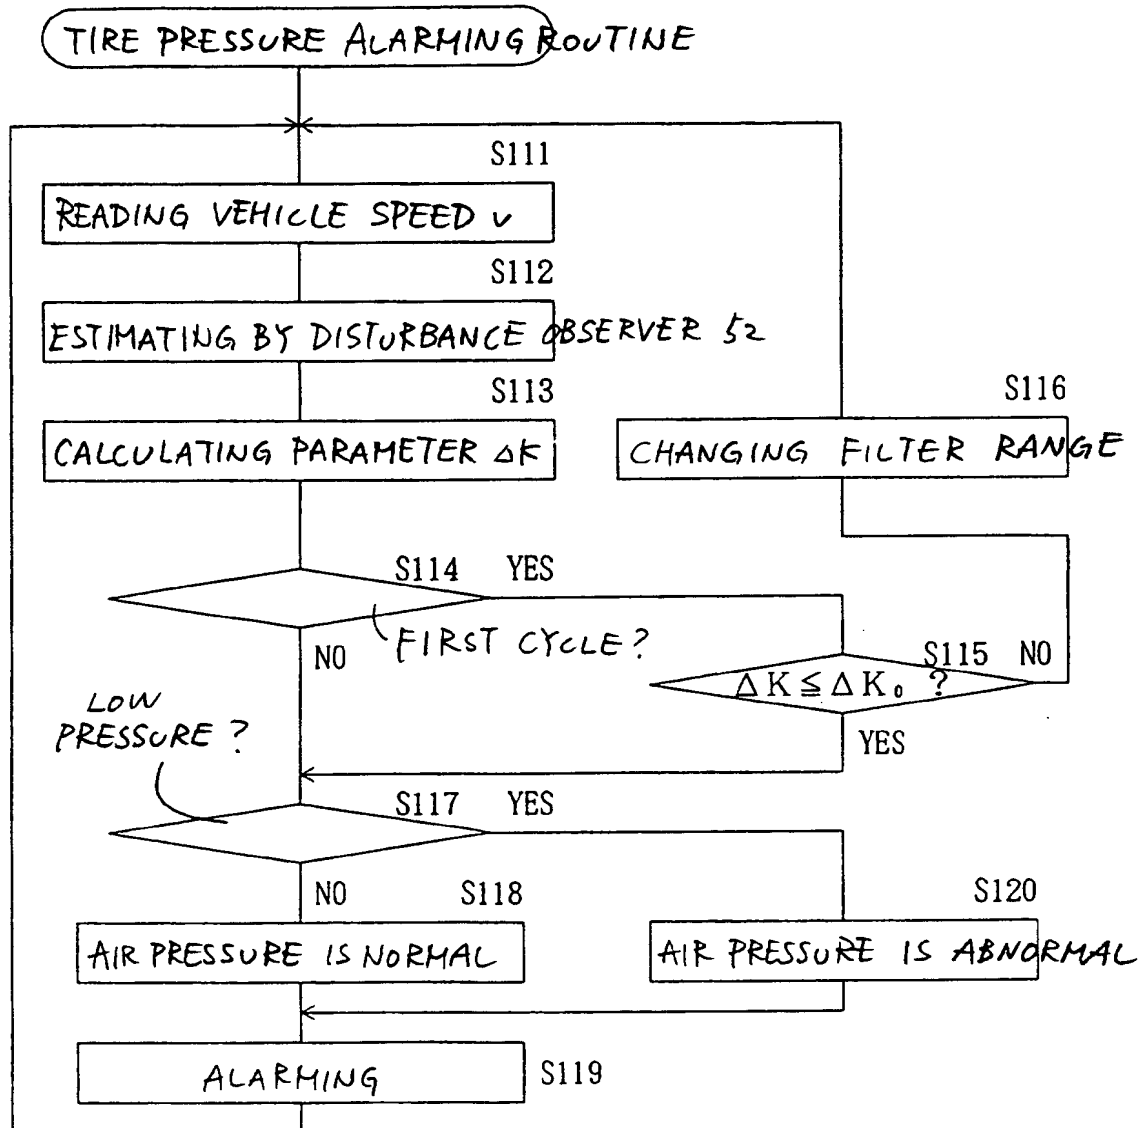 TIRE PRESSURE ALARMING ROUTINE
S111
READING VEHICLE SPEED v
S112
ESTIMATING BY DISTURBANCE OBSERVER 52
S113
CALCULATING PARAMETER ΔK
S116
CHANGING FILTER RANGE
S114 YES
FIRST CYCLE?
NO
S115 NO
ΔK≦ΔK₀ ?
YES
LOW
PRESSURE?
S117 YES
NO
S118
AIR PRESSURE IS NORMAL
S120
AIR PRESSURE IS ABNORMAL
ALARMING
S119